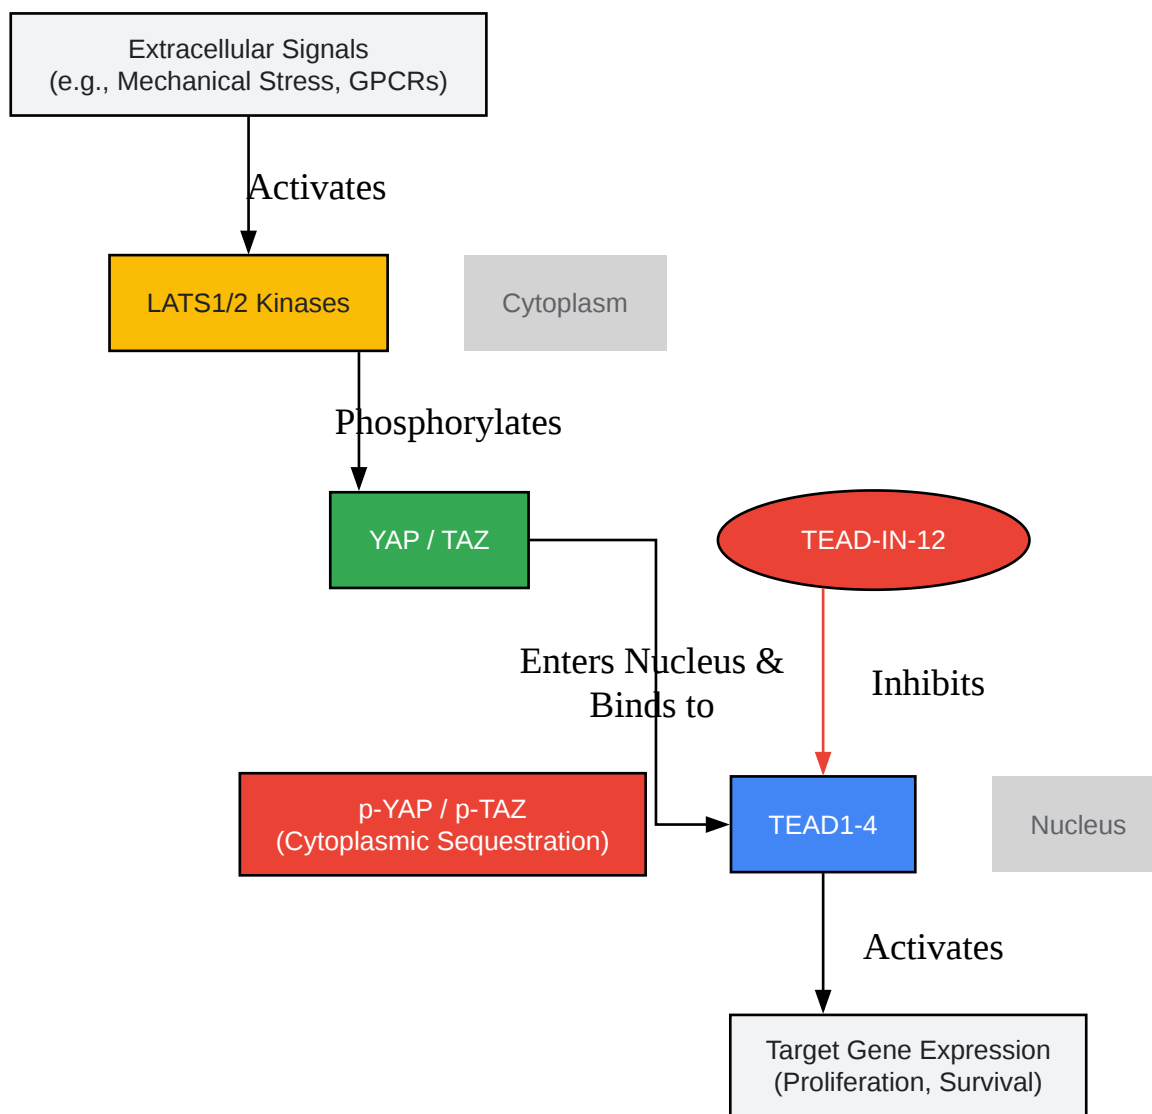 Extracellular Signals
(e.g., Mechanical Stress, GPCRs)
Activates
LATS1/2 Kinases
Cytoplasm
Phosphorylates
YAP / TAZ
TEAD-IN-12
Enters Nucleus &
Binds to
Inhibits
p-YAP / p-TAZ
(Cytoplasmic Sequestration)
TEAD1-4
Nucleus
Activates
Target Gene Expression
(Proliferation, Survival)